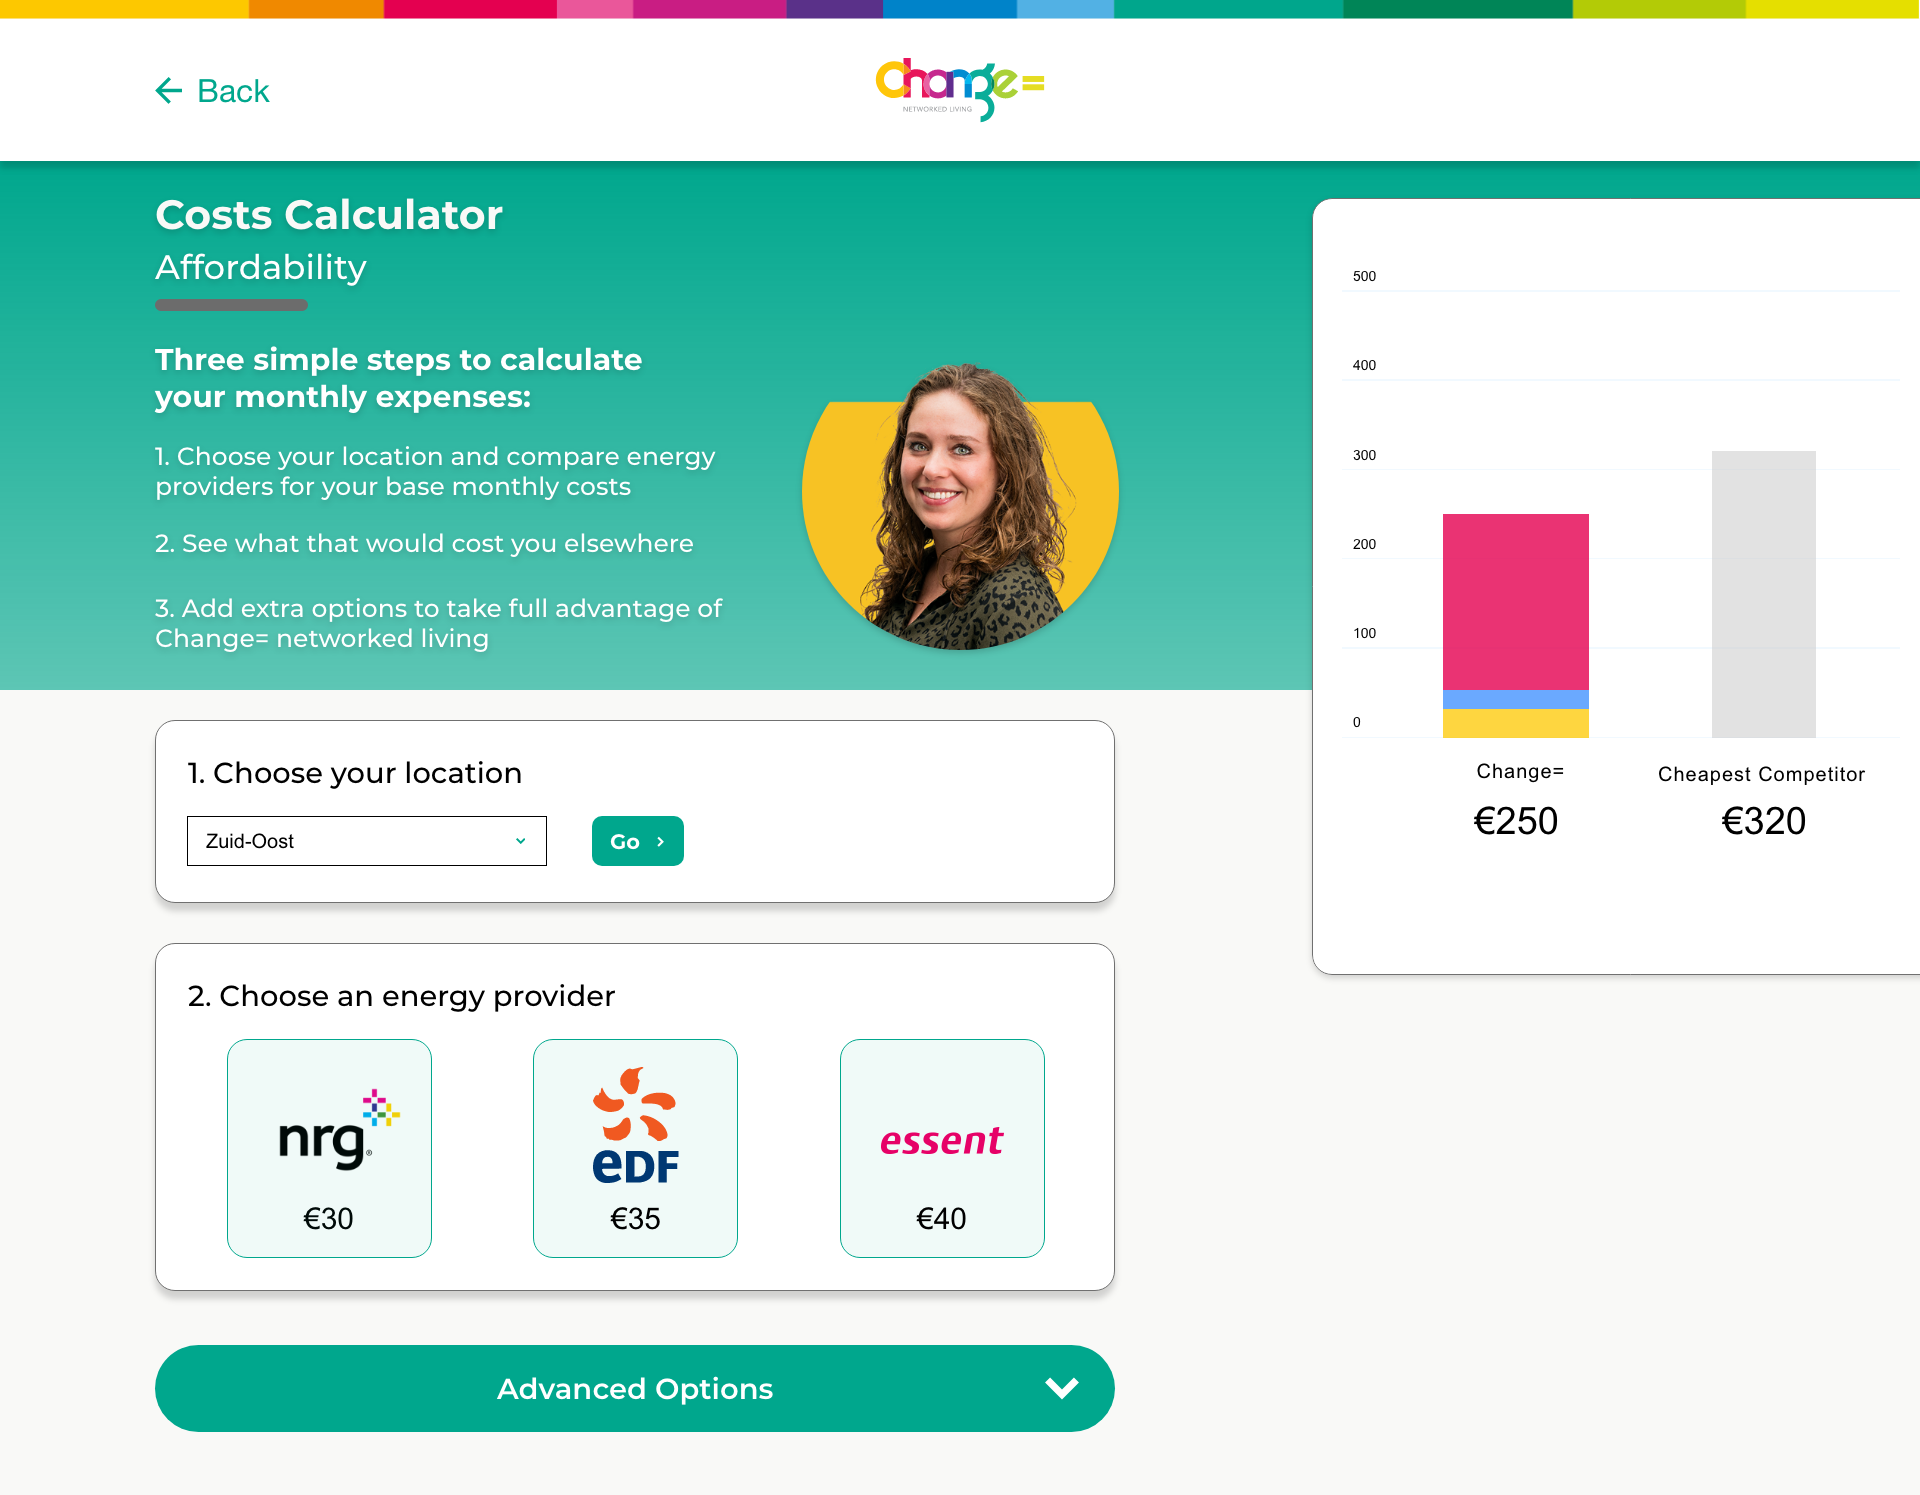 Back
Change=
NETWORKED LIVING
Costs Calculator
Affordability
Three simple steps to calculate
your monthly expenses:
1. Choose your location and compare energy
providers for your base monthly costs
2. See what that would cost you elsewhere
3. Add extra options to take full advantage of
Change= networked living
500
400
300
200
100
0
Change=
Cheapest Competitor
€250
€320
1. Choose your location
Zuid-Oost
Go
2. Choose an energy provider
nrg®
eDF
essent
€30
€35
€40
Advanced Options